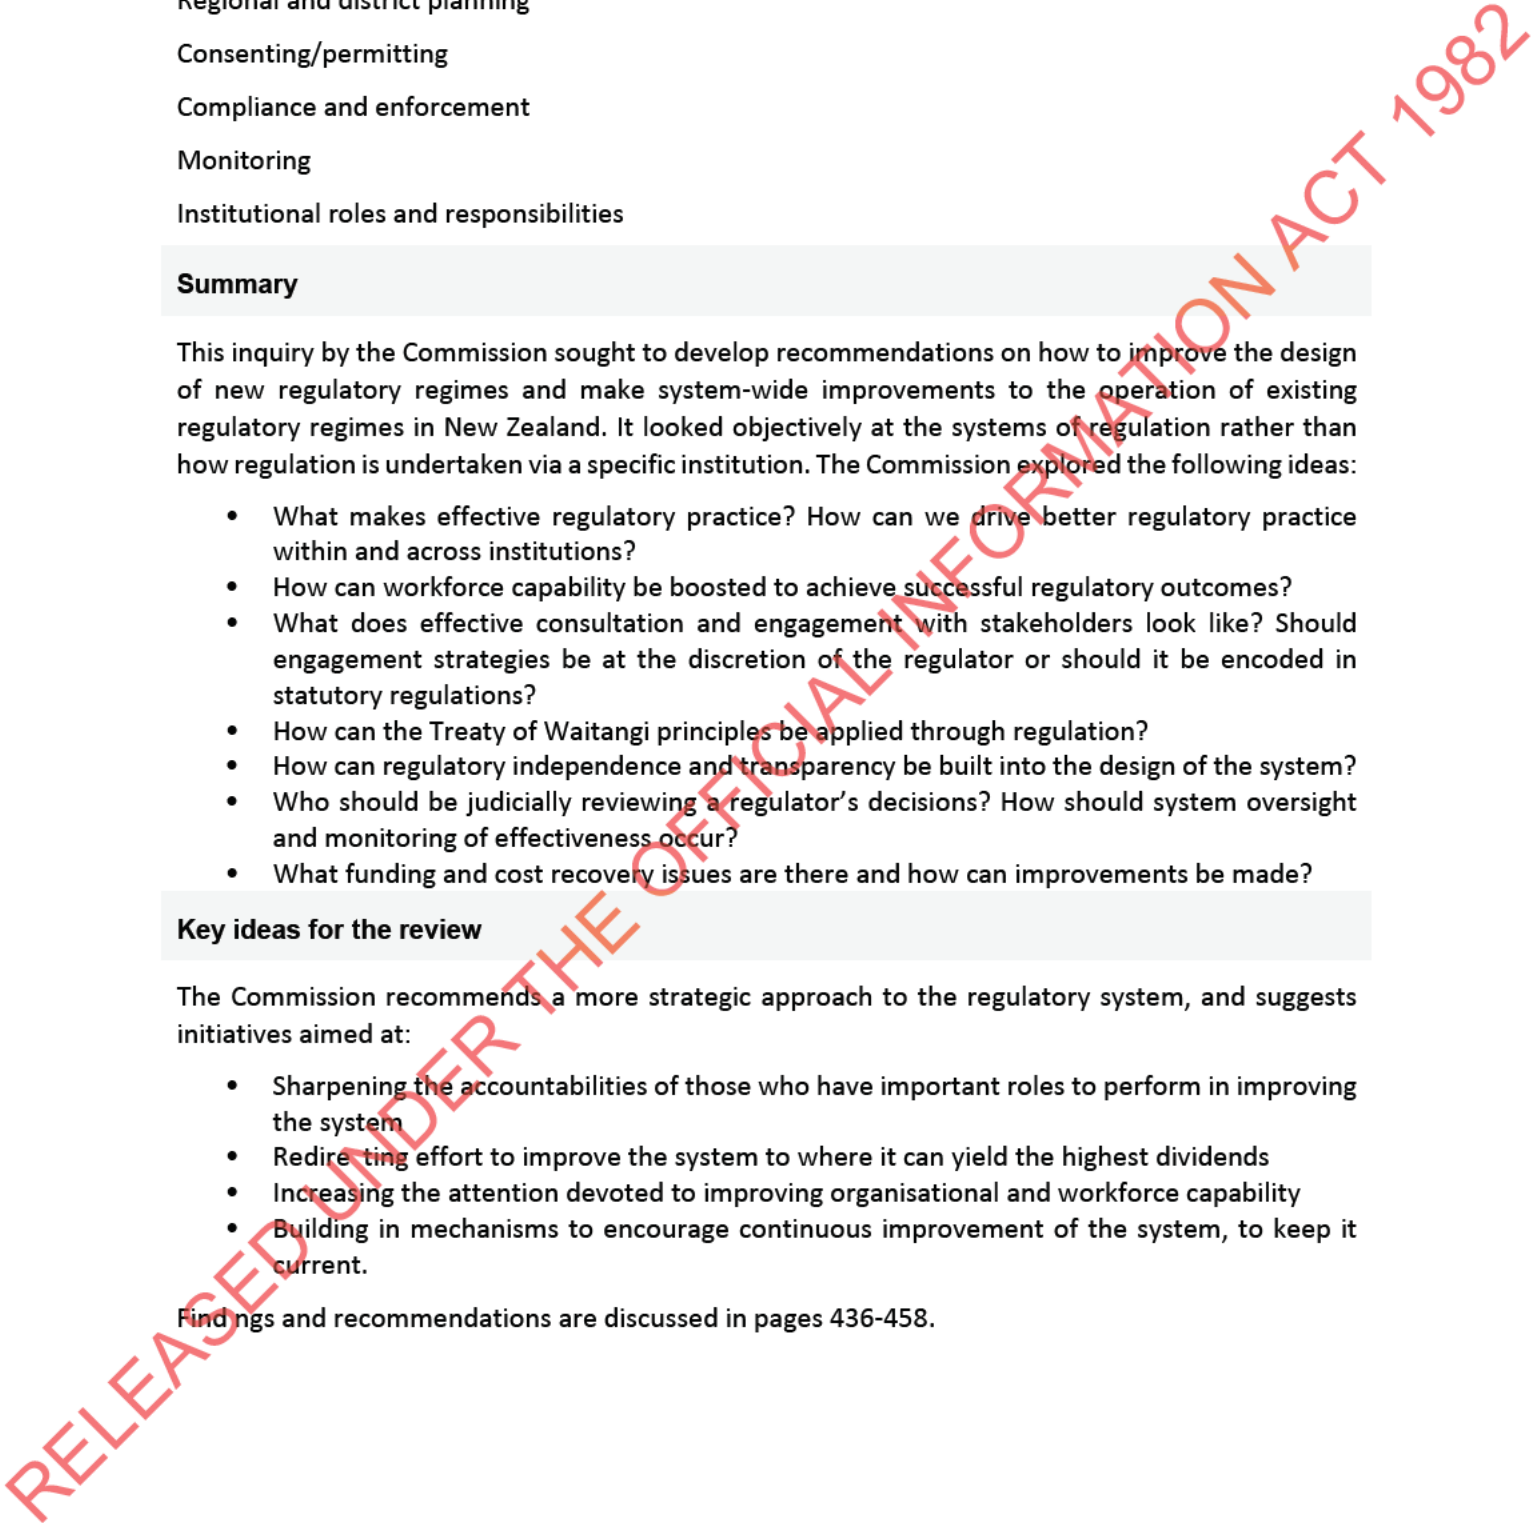 Regional and district planning
Consenting/permitting
Compliance and enforcement
Monitoring
Institutional roles and responsibilities
Summary
This inquiry by the Commission sought to develop recommendations on how to improve the design
of new regulatory regimes and make system-wide improvements to the operation of existing
regulatory regimes in New Zealand. It looked objectively at the systems of regulation rather than
how regulation is undertaken via a specific institution. The Commission explored the following ideas:
• What makes effective regulatory practice? How can we drive better regulatory practice
within and across institutions?
• How can workforce capability be boosted to achieve successful regulatory outcomes?
• What does effective consultation and engagement with stakeholders look like? Should
engagement strategies be at the discretion of the regulator or should it be encoded in
statutory regulations?
• How can the Treaty of Waitangi principles be applied through regulation?
• How can regulatory independence and transparency be built into the design of the system?
• Who should be judicially reviewing a regulator’s decisions? How should system oversight
and monitoring of effectiveness occur?
• What funding and cost recovery issues are there and how can improvements be made?
Key ideas for the review
The Commission recommends a more strategic approach to the regulatory system, and suggests
initiatives aimed at:
• Sharpening the accountabilities of those who have important roles to perform in improving
the system
• Redire ting effort to improve the system to where it can yield the highest dividends
• Increasing the attention devoted to improving organisational and workforce capability
• Building in mechanisms to encourage continuous improvement of the system, to keep it
current.
Find ngs and recommendations are discussed in pages 436-458.
RELEASED UNDER THE OFFICIAL INFORMATION ACT 1982